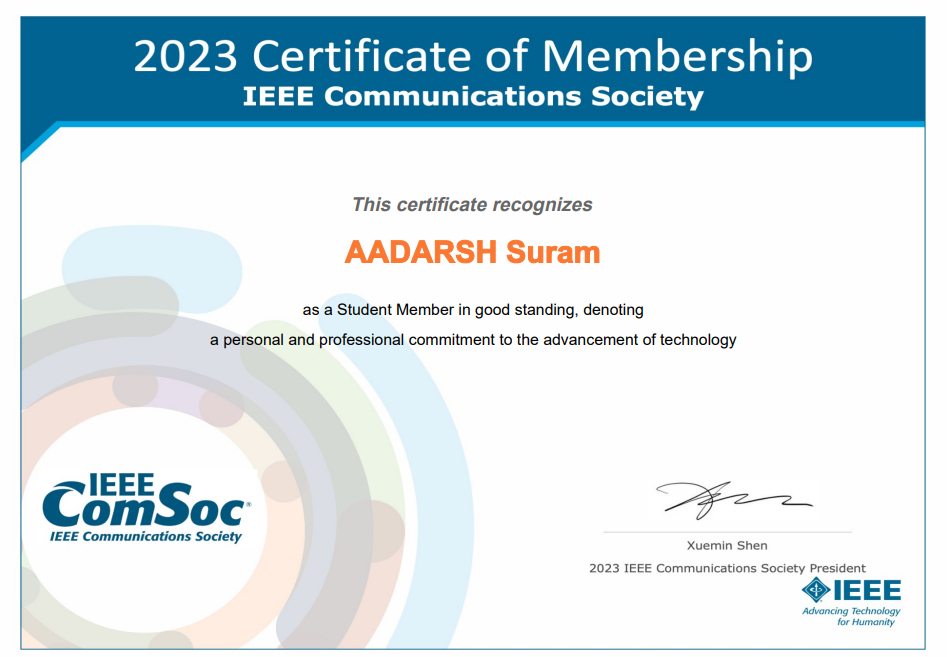 2023 Certificate of Membership
IEEE Communications Society
This certificate recognizes
AADARSH Suram
as a Student Member in good standing, denoting
a personal and professional commitment to the advancement of technology
IEEE
ComSoc®
IEEE Communications Society
Xuemin Shen
2023 IEEE Communications Society President
IEEE
Advancing Technology
for Humanity